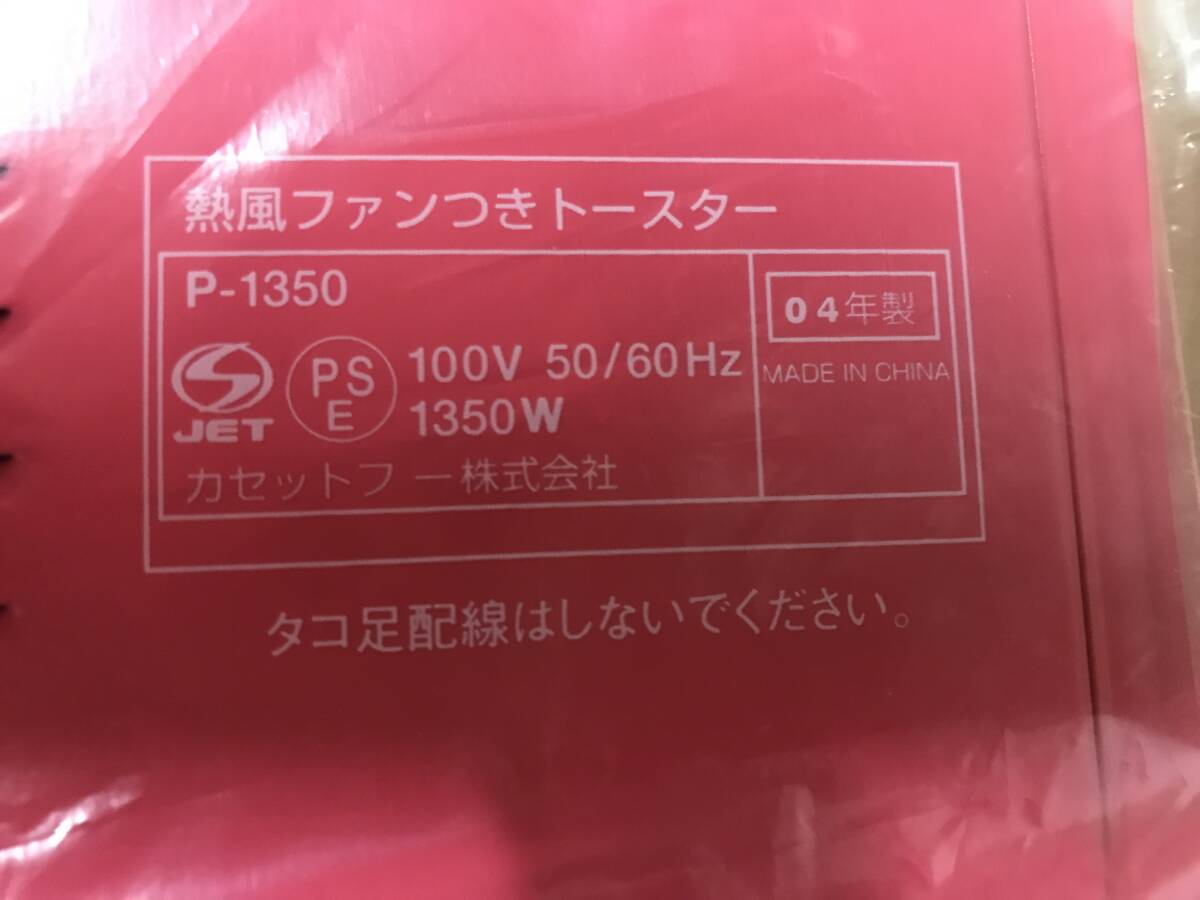 熱風ファンつきトースター
P-1350
JET
PS
E
100V 50/60Hz
1350W
カセットフー株式会社
04年製
MADE IN CHINA
タコ足配線はしないでください。